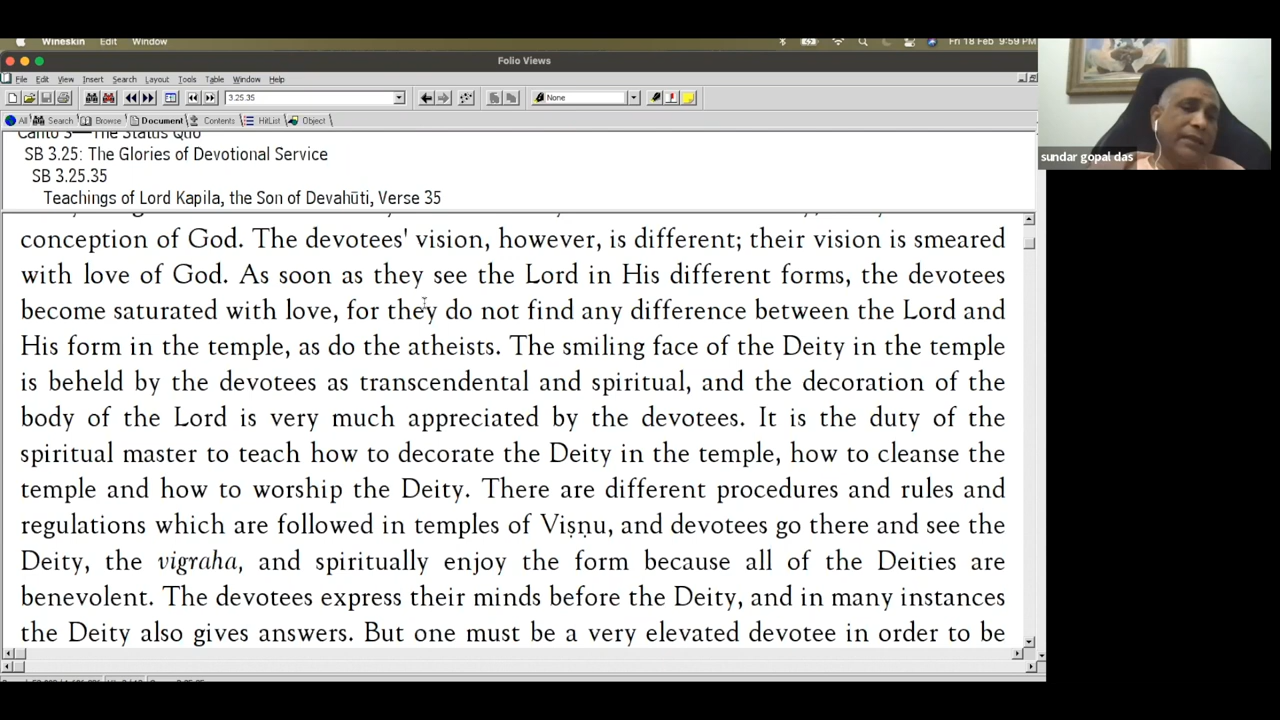 Wineskin Edit Window Fri 18 Feb 9:59 PM
Folio Views
File Edit View Insert Search Layout Tools Table Window Help
3.25.35 None
All Search Browse Document Contents HitList Object
Canto 3—The Status Quo
SB 3.25: The Glories of Devotional Service
SB 3.25.35
Teachings of Lord Kapila, the Son of Devahūti, Verse 35
conception of God. The devotees' vision, however, is different; their vision is smeared
with love of God. As soon as they see the Lord in His different forms, the devotees
become saturated with love, for they do not find any difference between the Lord and
His form in the temple, as do the atheists. The smiling face of the Deity in the temple
is beheld by the devotees as transcendental and spiritual, and the decoration of the
body of the Lord is very much appreciated by the devotees. It is the duty of the
spiritual master to teach how to decorate the Deity in the temple, how to cleanse the
temple and how to worship the Deity. There are different procedures and rules and
regulations which are followed in temples of Viṣṇu, and devotees go there and see the
Deity, the vigraha, and spiritually enjoy the form because all of the Deities are
benevolent. The devotees express their minds before the Deity, and in many instances
the Deity also gives answers. But one must be a very elevated devotee in order to be
sundar gopal das